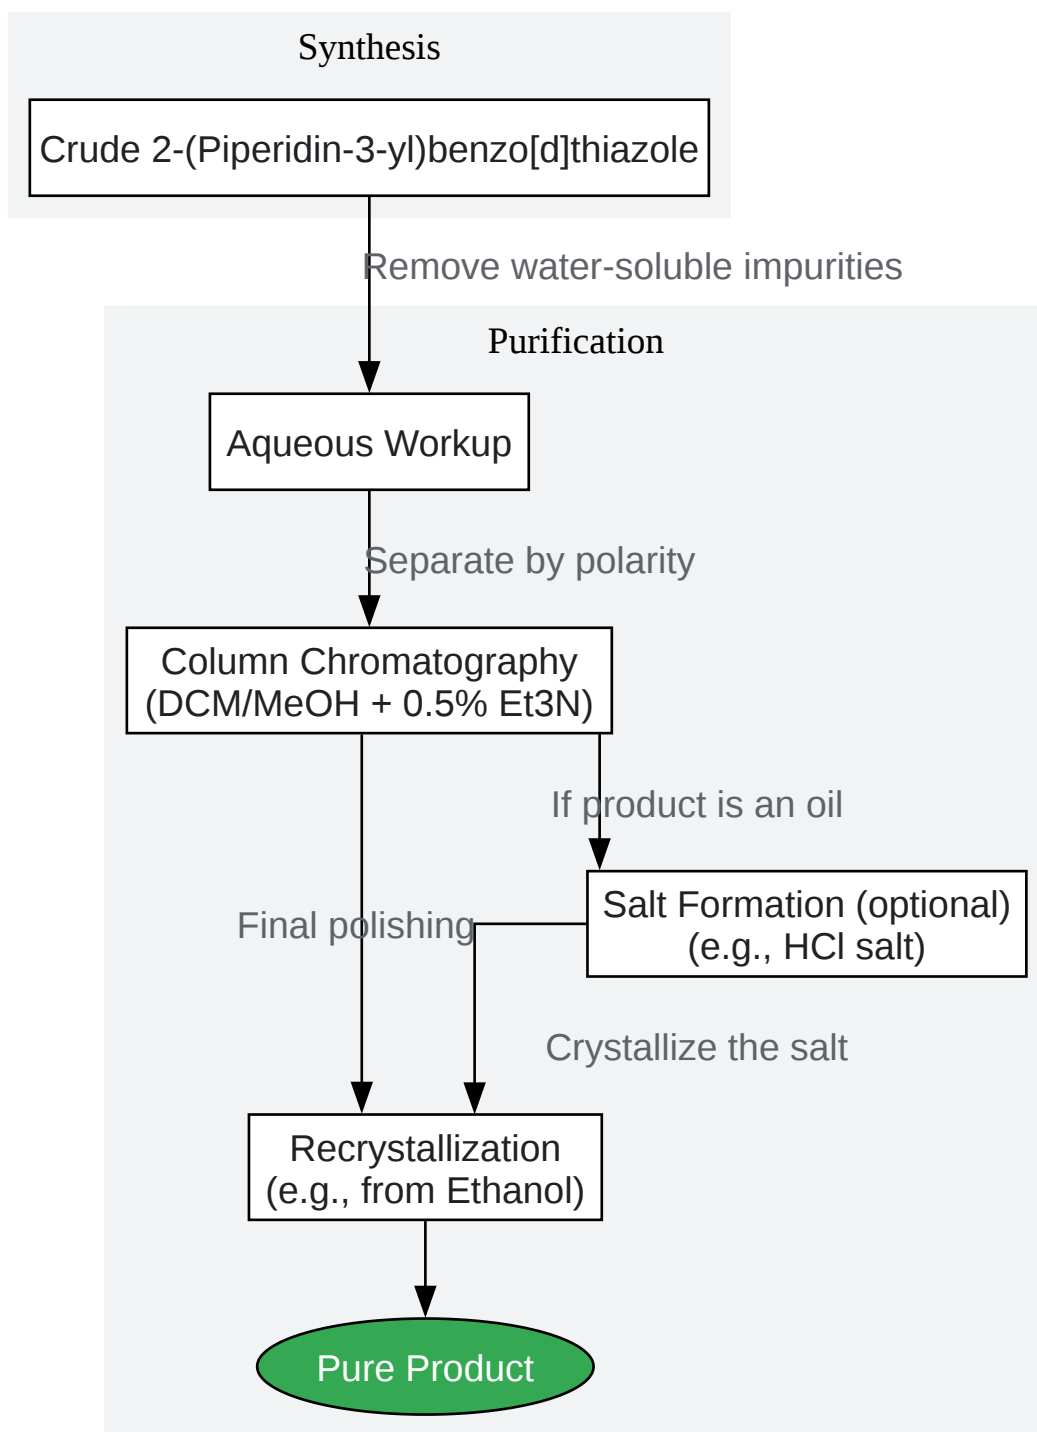 Synthesis
Crude 2-(Piperidin-3-yl)benzo[d]thiazole
Remove water-soluble impurities
Purification
Aqueous Workup
Separate by polarity
Column Chromatography
(DCM/MeOH + 0.5% Et3N)
If product is an oil
Salt Formation (optional)
(e.g., HCl salt)
Final polishing
Crystallize the salt
Recrystallization
(e.g., from Ethanol)
Pure Product